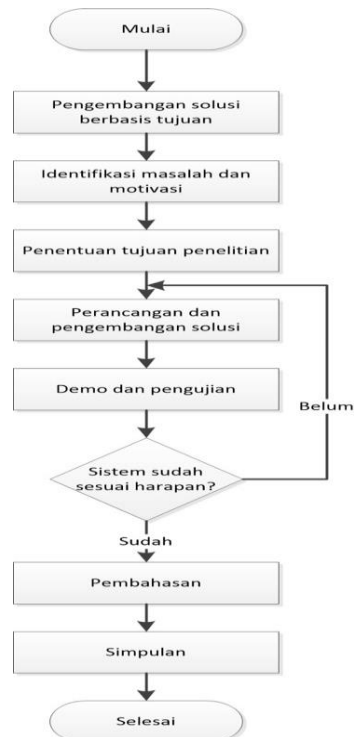 Mulai
Pengembangan solusi
berbasis tujuan
Identifikasi masalah dan
motivasi
Penentuan tujuan penelitian
Perancangan dan
pengembangan solusi
Demo dan pengujian
Belum
Sistem sudah
sesuai harapan?
Sudah
Pembahasan
Simpulan
Selesai